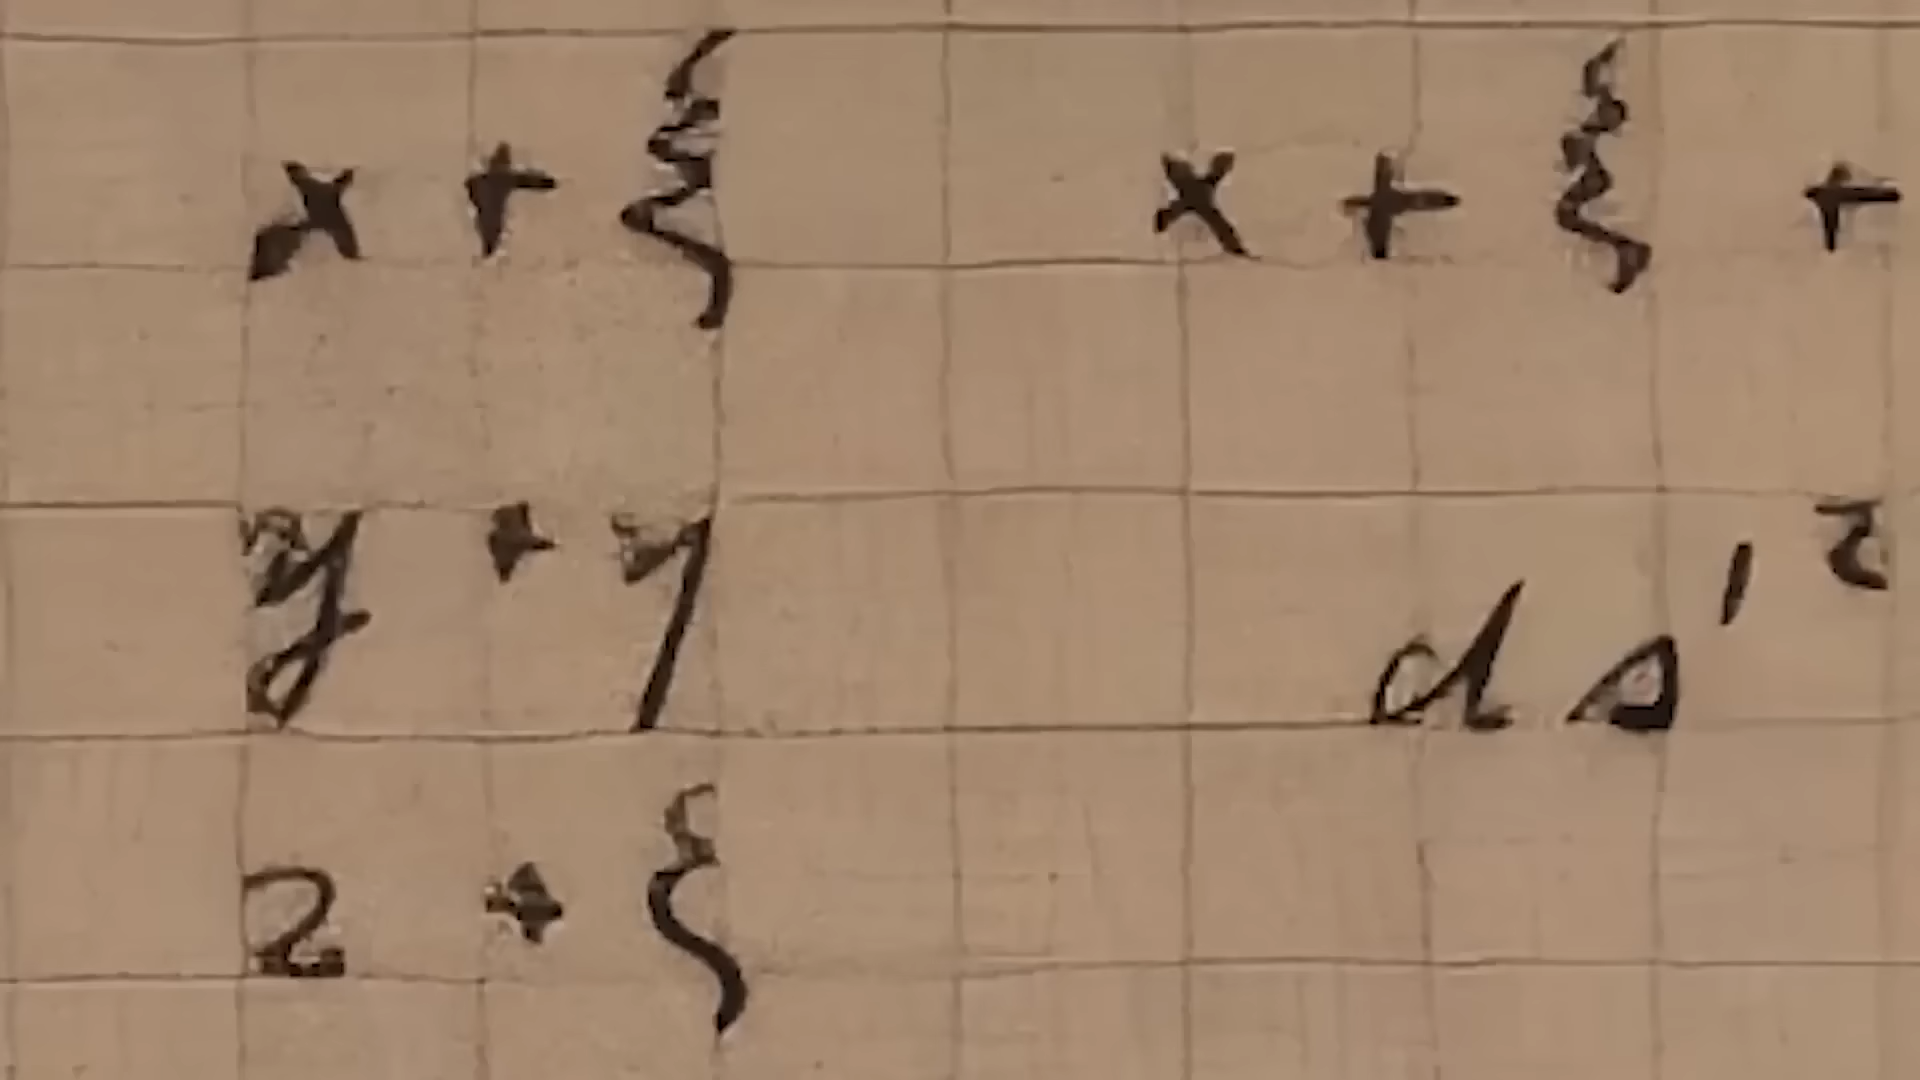 x + ξ x + ξ +
y + η ds'²
z + ζ